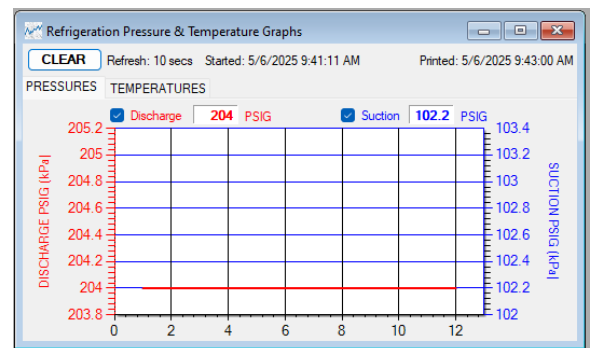 Refrigeration Pressure & Temperature Graphs
CLEAR Refresh: 10 secs Started: 5/6/2025 9:41:11 AM Printed: 5/6/2025 9:43:00 AM
PRESSURES TEMPERATURES
Discharge 204 PSIG Suction 102.2 PSIG
DISCHARGE PSIG (kPa)
205.2
205
204.8
204.6
204.4
204.2
204
203.8
103.4
103.2
103
102.8
102.6
102.4
102.2
102
SUCTION PSIG (kPa)
0 2 4 6 8 10 12